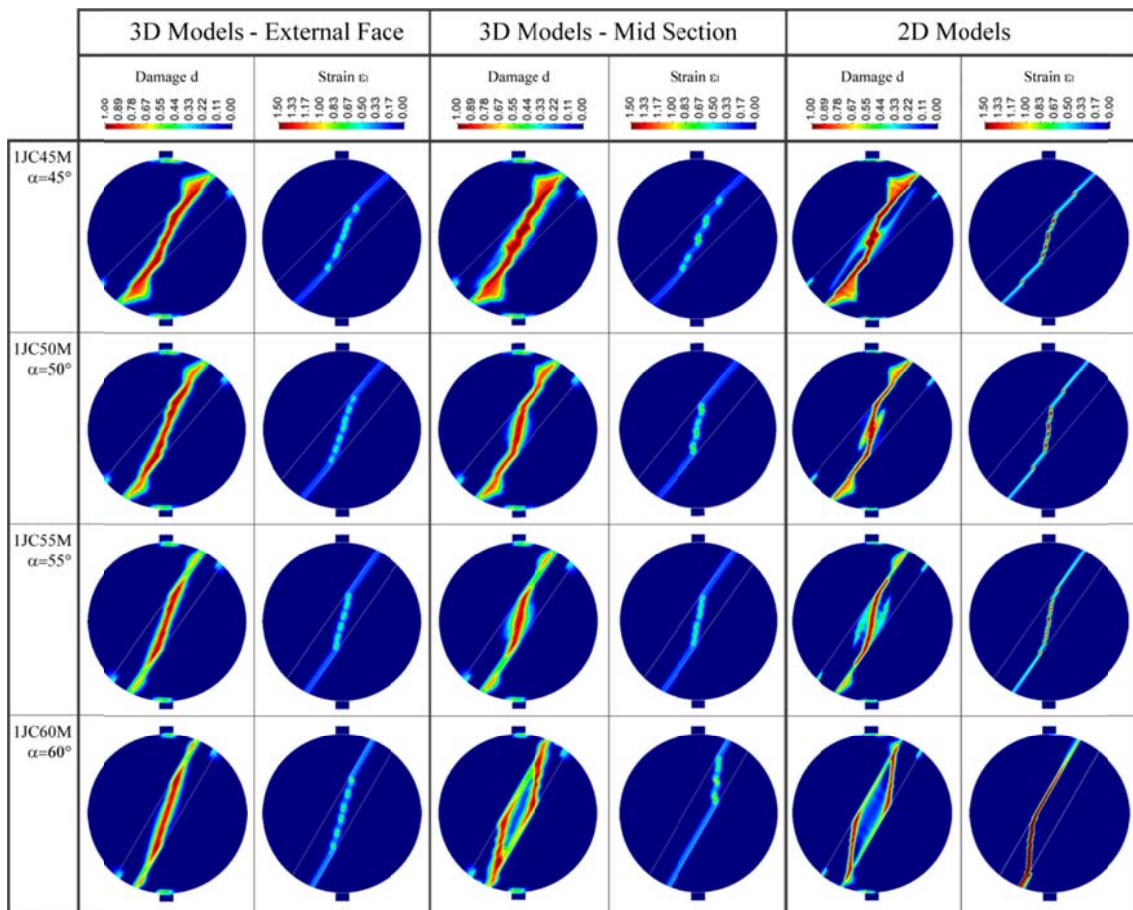 3D Models - External Face
3D Models - Mid Section
2D Models
Damage d
Strain εı
Damage d
Strain εı
Damage d
Strain εı
1.00 0.89 0.78 0.67 0.55 0.44 0.33 0.22 0.11 0.00
1.50 1.33 1.17 1.00 0.83 0.67 0.50 0.33 0.17 0.00
1.00 0.89 0.78 0.67 0.55 0.44 0.33 0.22 0.11 0.00
1.50 1.33 1.17 1.00 0.83 0.67 0.50 0.33 0.17 0.00
1.00 0.89 0.78 0.67 0.55 0.44 0.33 0.22 0.11 0.00
1.50 1.33 1.17 1.00 0.83 0.67 0.50 0.33 0.17 0.00
1JC45M
α=45°
1JC50M
α=50°
1JC55M
α=55°
1JC60M
α=60°